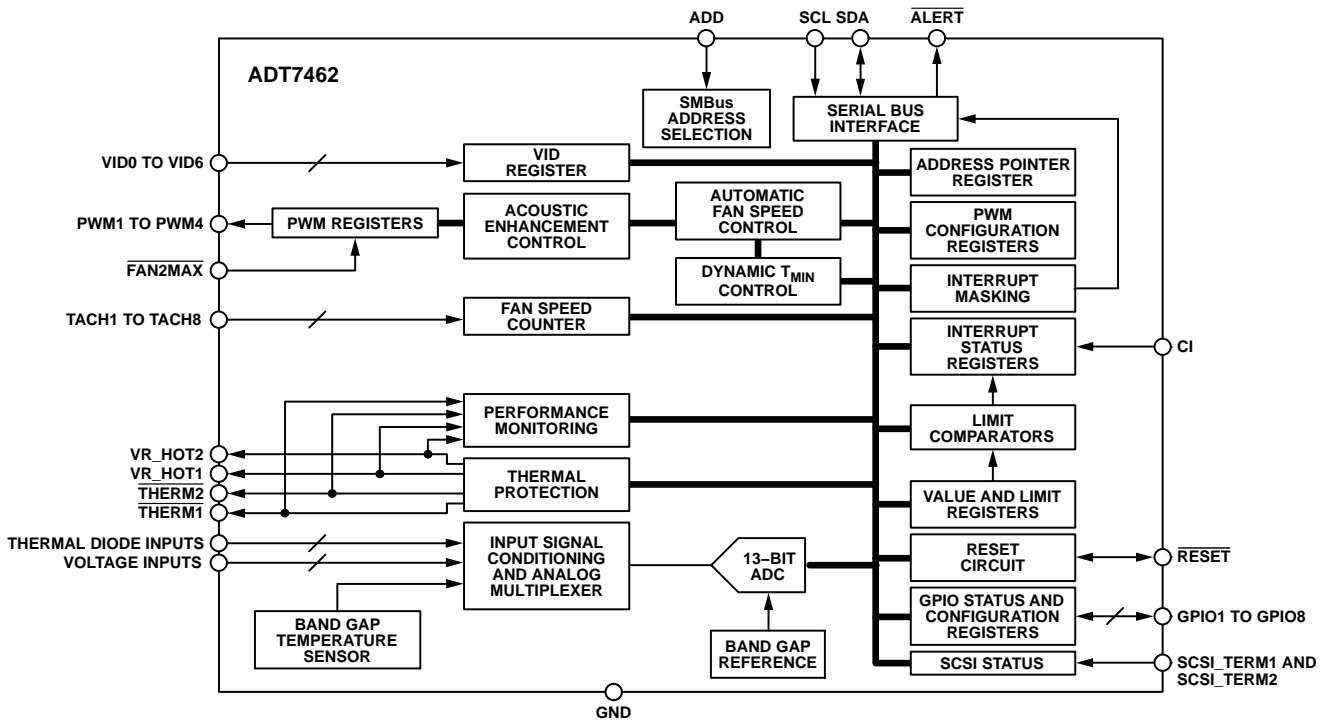 ADD
SCL SDA
ALERT
ADT7462
SMBus
ADDRESS
SELECTION
SERIAL BUS
INTERFACE
VID0 TO VID6
VID
REGISTER
ADDRESS POINTER
REGISTER
PWM1 TO PWM4
PWM REGISTERS
ACOUSTIC
ENHANCEMENT
CONTROL
AUTOMATIC
FAN SPEED
CONTROL
PWM
CONFIGURATION
REGISTERS
FAN2MAX
DYNAMIC TMIN
CONTROL
INTERRUPT
MASKING
TACH1 TO TACH8
FAN SPEED
COUNTER
INTERRUPT
STATUS
REGISTERS
CI
PERFORMANCE
MONITORING
LIMIT
COMPARATORS
VR_HOT2
VR_HOT1
THERM2
THERM1
THERMAL
PROTECTION
VALUE AND LIMIT
REGISTERS
THERMAL DIODE INPUTS
VOLTAGE INPUTS
INPUT SIGNAL
CONDITIONING
AND ANALOG
MULTIPLEXER
13–BIT
ADC
RESET
CIRCUIT
RESET
BAND GAP
TEMPERATURE
SENSOR
BAND GAP
REFERENCE
GPIO STATUS AND
CONFIGURATION
REGISTERS
GPIO1 TO GPIO8
SCSI STATUS
SCSI_TERM1 AND
SCSI_TERM2
GND